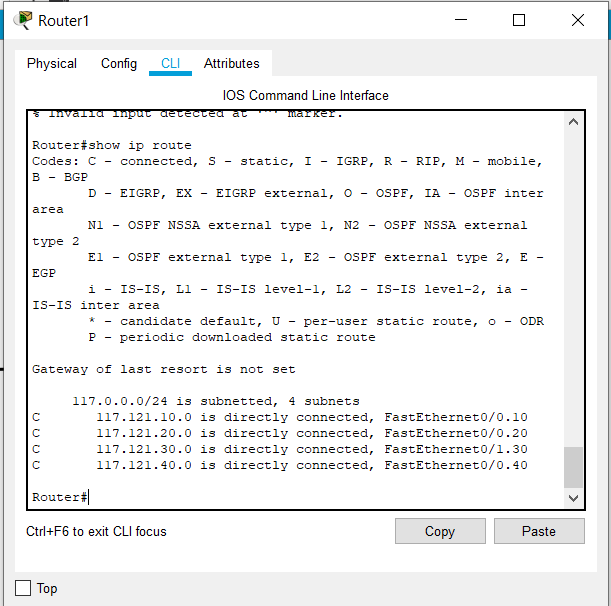 Router1
Physical Config CLI Attributes
IOS Command Line Interface
% Invalid input detected at '^' marker.
Router#show ip route
Codes: C - connected, S - static, I - IGRP, R - RIP, M - mobile,
B - BGP
D - EIGRP, EX - EIGRP external, O - OSPF, IA - OSPF inter
area
N1 - OSPF NSSA external type 1, N2 - OSPF NSSA external
type 2
E1 - OSPF external type 1, E2 - OSPF external type 2, E -
EGP
i - IS-IS, L1 - IS-IS level-1, L2 - IS-IS level-2, ia -
IS-IS inter area
* - candidate default, U - per-user static route, o - ODR
P - periodic downloaded static route
Gateway of last resort is not set
117.0.0.0/24 is subnetted, 4 subnets
C 117.121.10.0 is directly connected, FastEthernet0/0.10
C 117.121.20.0 is directly connected, FastEthernet0/0.20
C 117.121.30.0 is directly connected, FastEthernet0/1.30
C 117.121.40.0 is directly connected, FastEthernet0/0.40
Router#
Ctrl+F6 to exit CLI focus
Copy Paste
Top